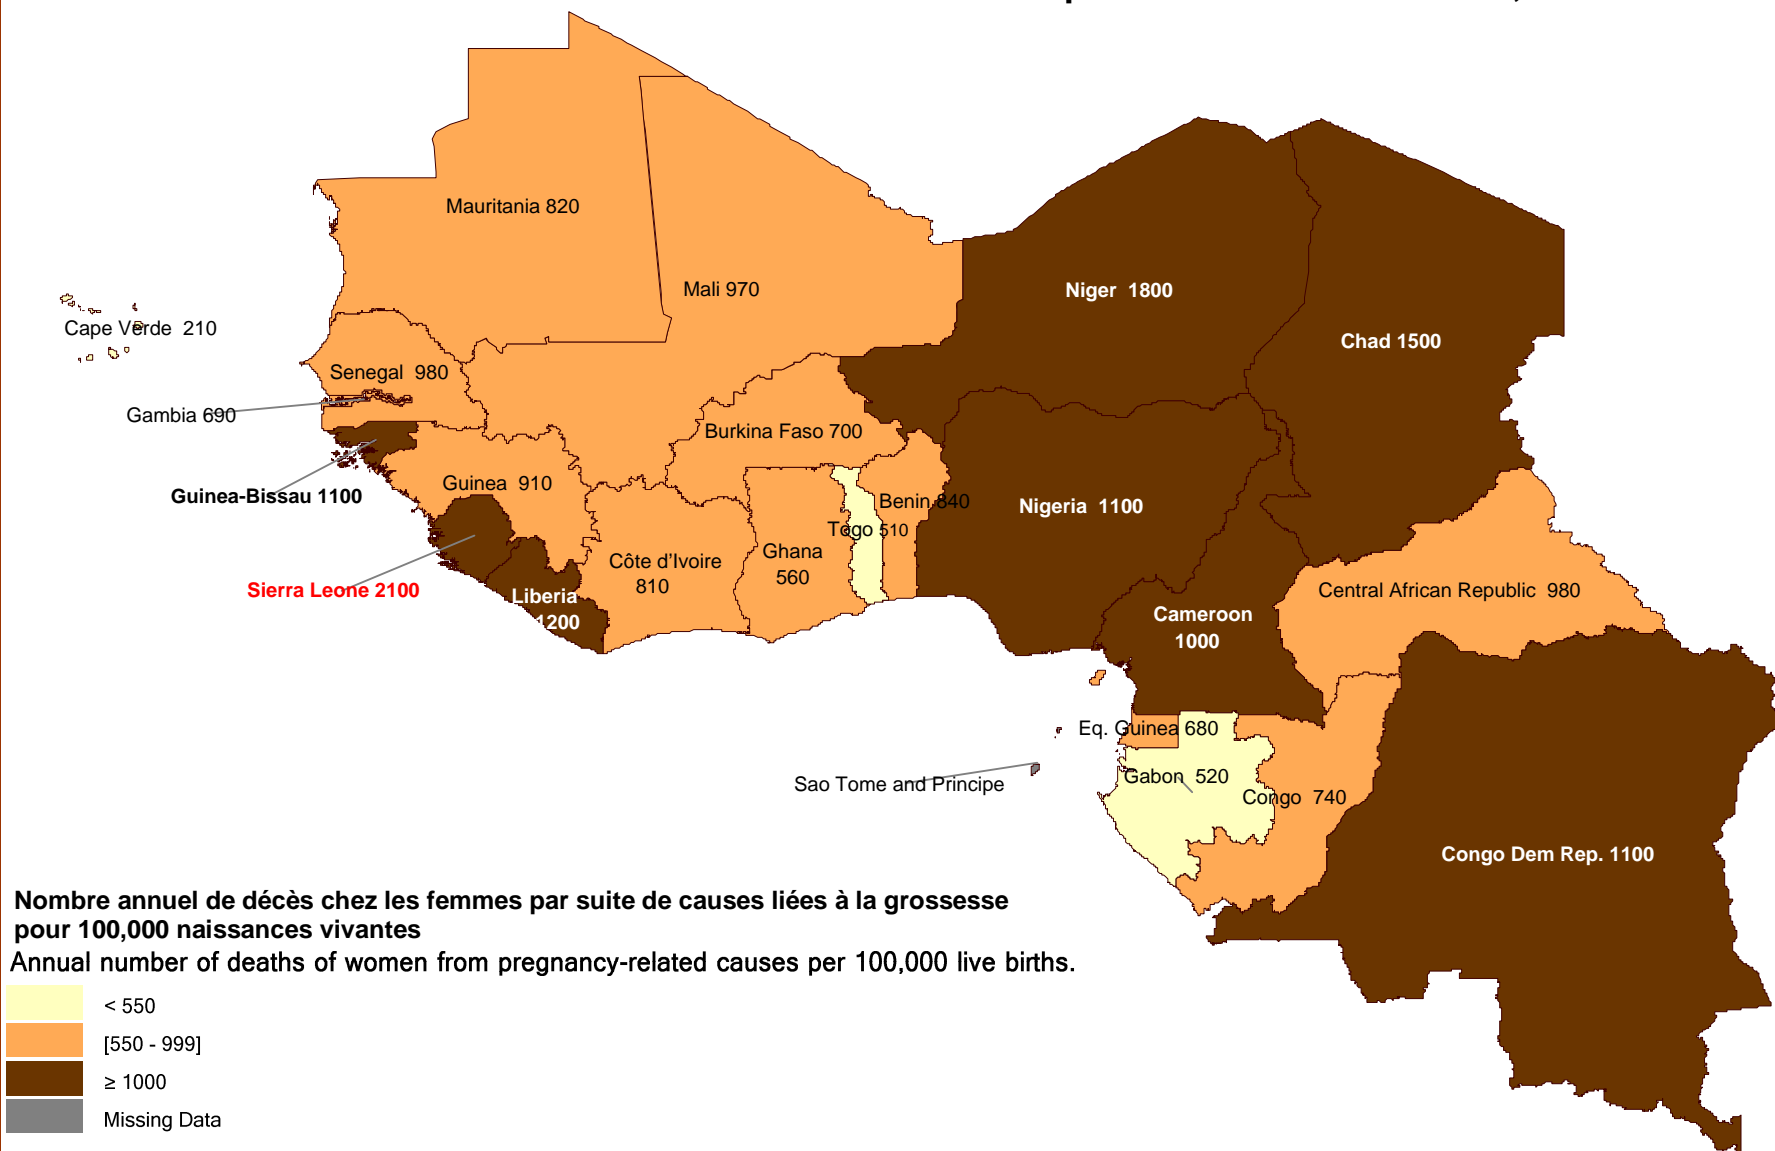 Mauritania 820
Mali 970
Niger 1800
Chad 1500
Cape Verde 210
Senegal 980
Gambia 690
Burkina Faso 700
Guinea 910
Guinea-Bissau 1100
Benin 840
Nigeria 1100
Togo 510
Côte d'Ivoire
810
Ghana
560
Sierra Leone 2100
Liberia
1200
Central African Republic 980
Cameroon
1000
Eq. Guinea 680
Gabon 520
Sao Tome and Principe
Congo 740
Congo Dem Rep. 1100
Nombre annuel de décès chez les femmes par suite de causes liées à la grossesse
pour 100,000 naissances vivantes
Annual number of deaths of women from pregnancy-related causes per 100,000 live births.
< 550
[550 - 999]
≥ 1000
Missing Data